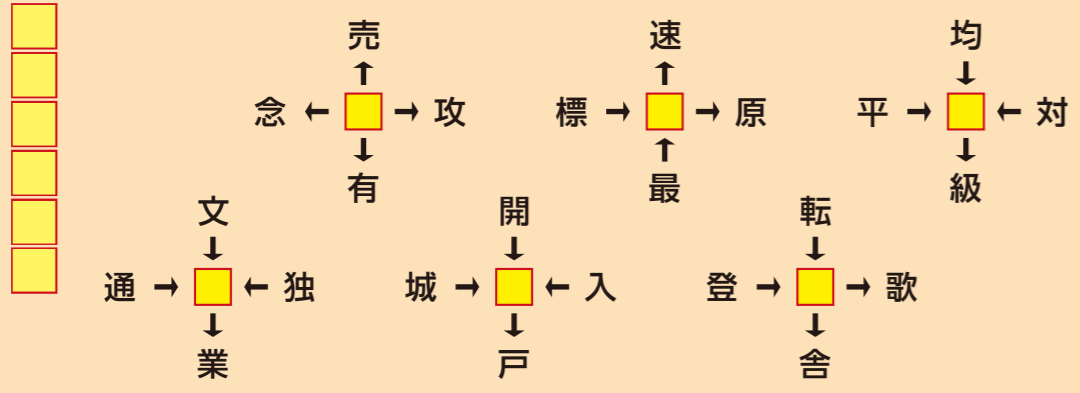 売
念 ← → 攻
有
速
標 → → 原
最
均
平 → ← 対
級
文
通 → ← 独
業
開
城 → ← 入
戸
転
登 → → 歌
舎